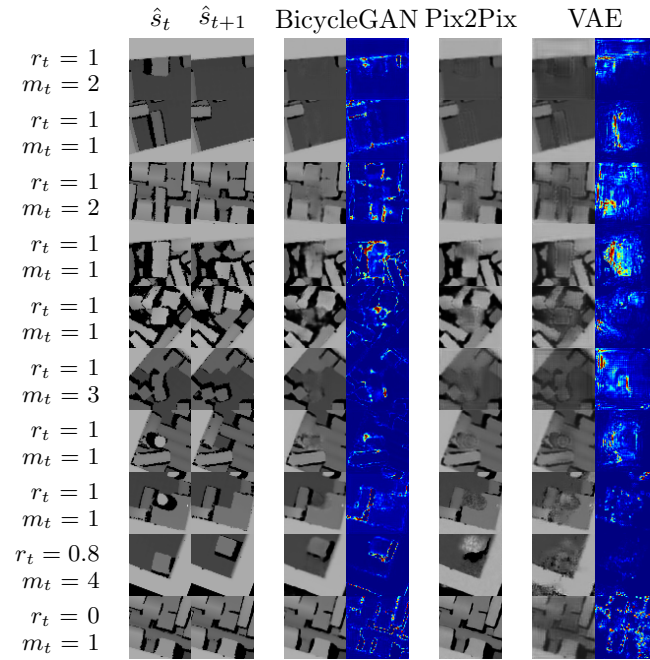 ŝ_t ŝ_{t+1} BicycleGAN Pix2Pix VAE
r_t = 1
m_t = 2
r_t = 1
m_t = 1
r_t = 1
m_t = 2
r_t = 1
m_t = 1
r_t = 1
m_t = 1
r_t = 1
m_t = 3
r_t = 1
m_t = 1
r_t = 1
m_t = 1
r_t = 0.8
m_t = 4
r_t = 0
m_t = 1